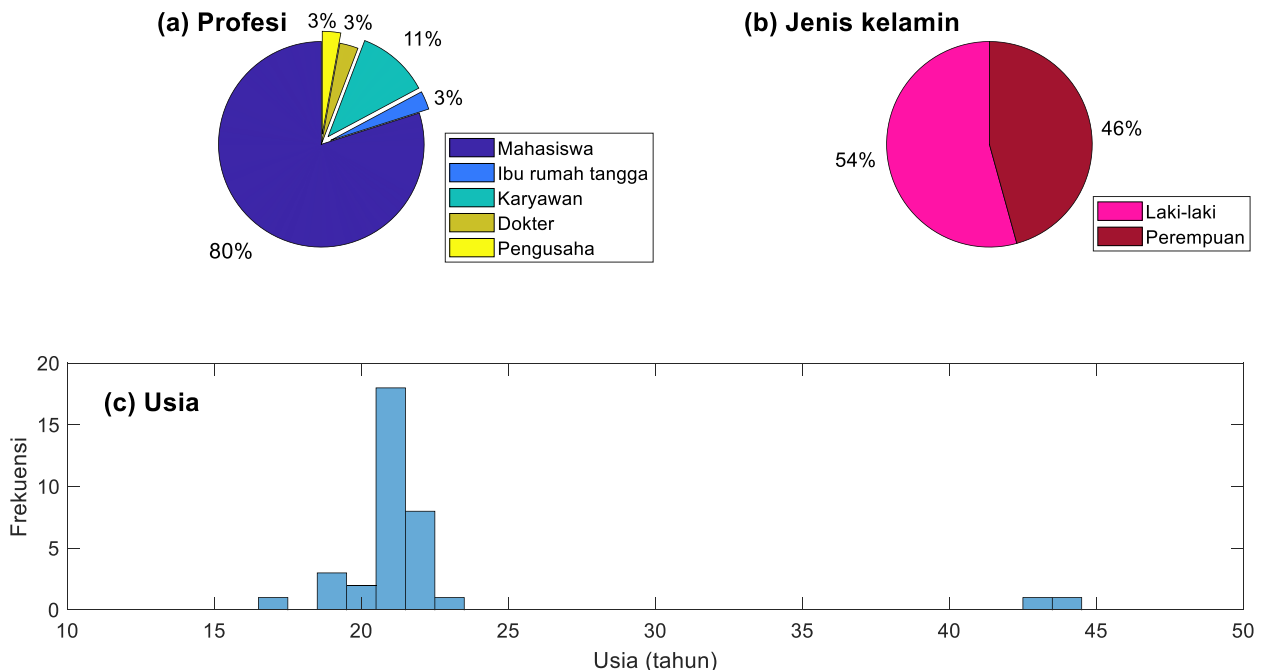 (a) Profesi
3%
3%
11%
3%
80%
Mahasiswa
Ibu rumah tangga
Karyawan
Dokter
Pengusaha
(b) Jenis kelamin
54%
46%
Laki-laki
Perempuan
(c) Usia
Frekuensi
20
15
10
5
0
10 15 20 25 30 35 40 45 50
Usia (tahun)